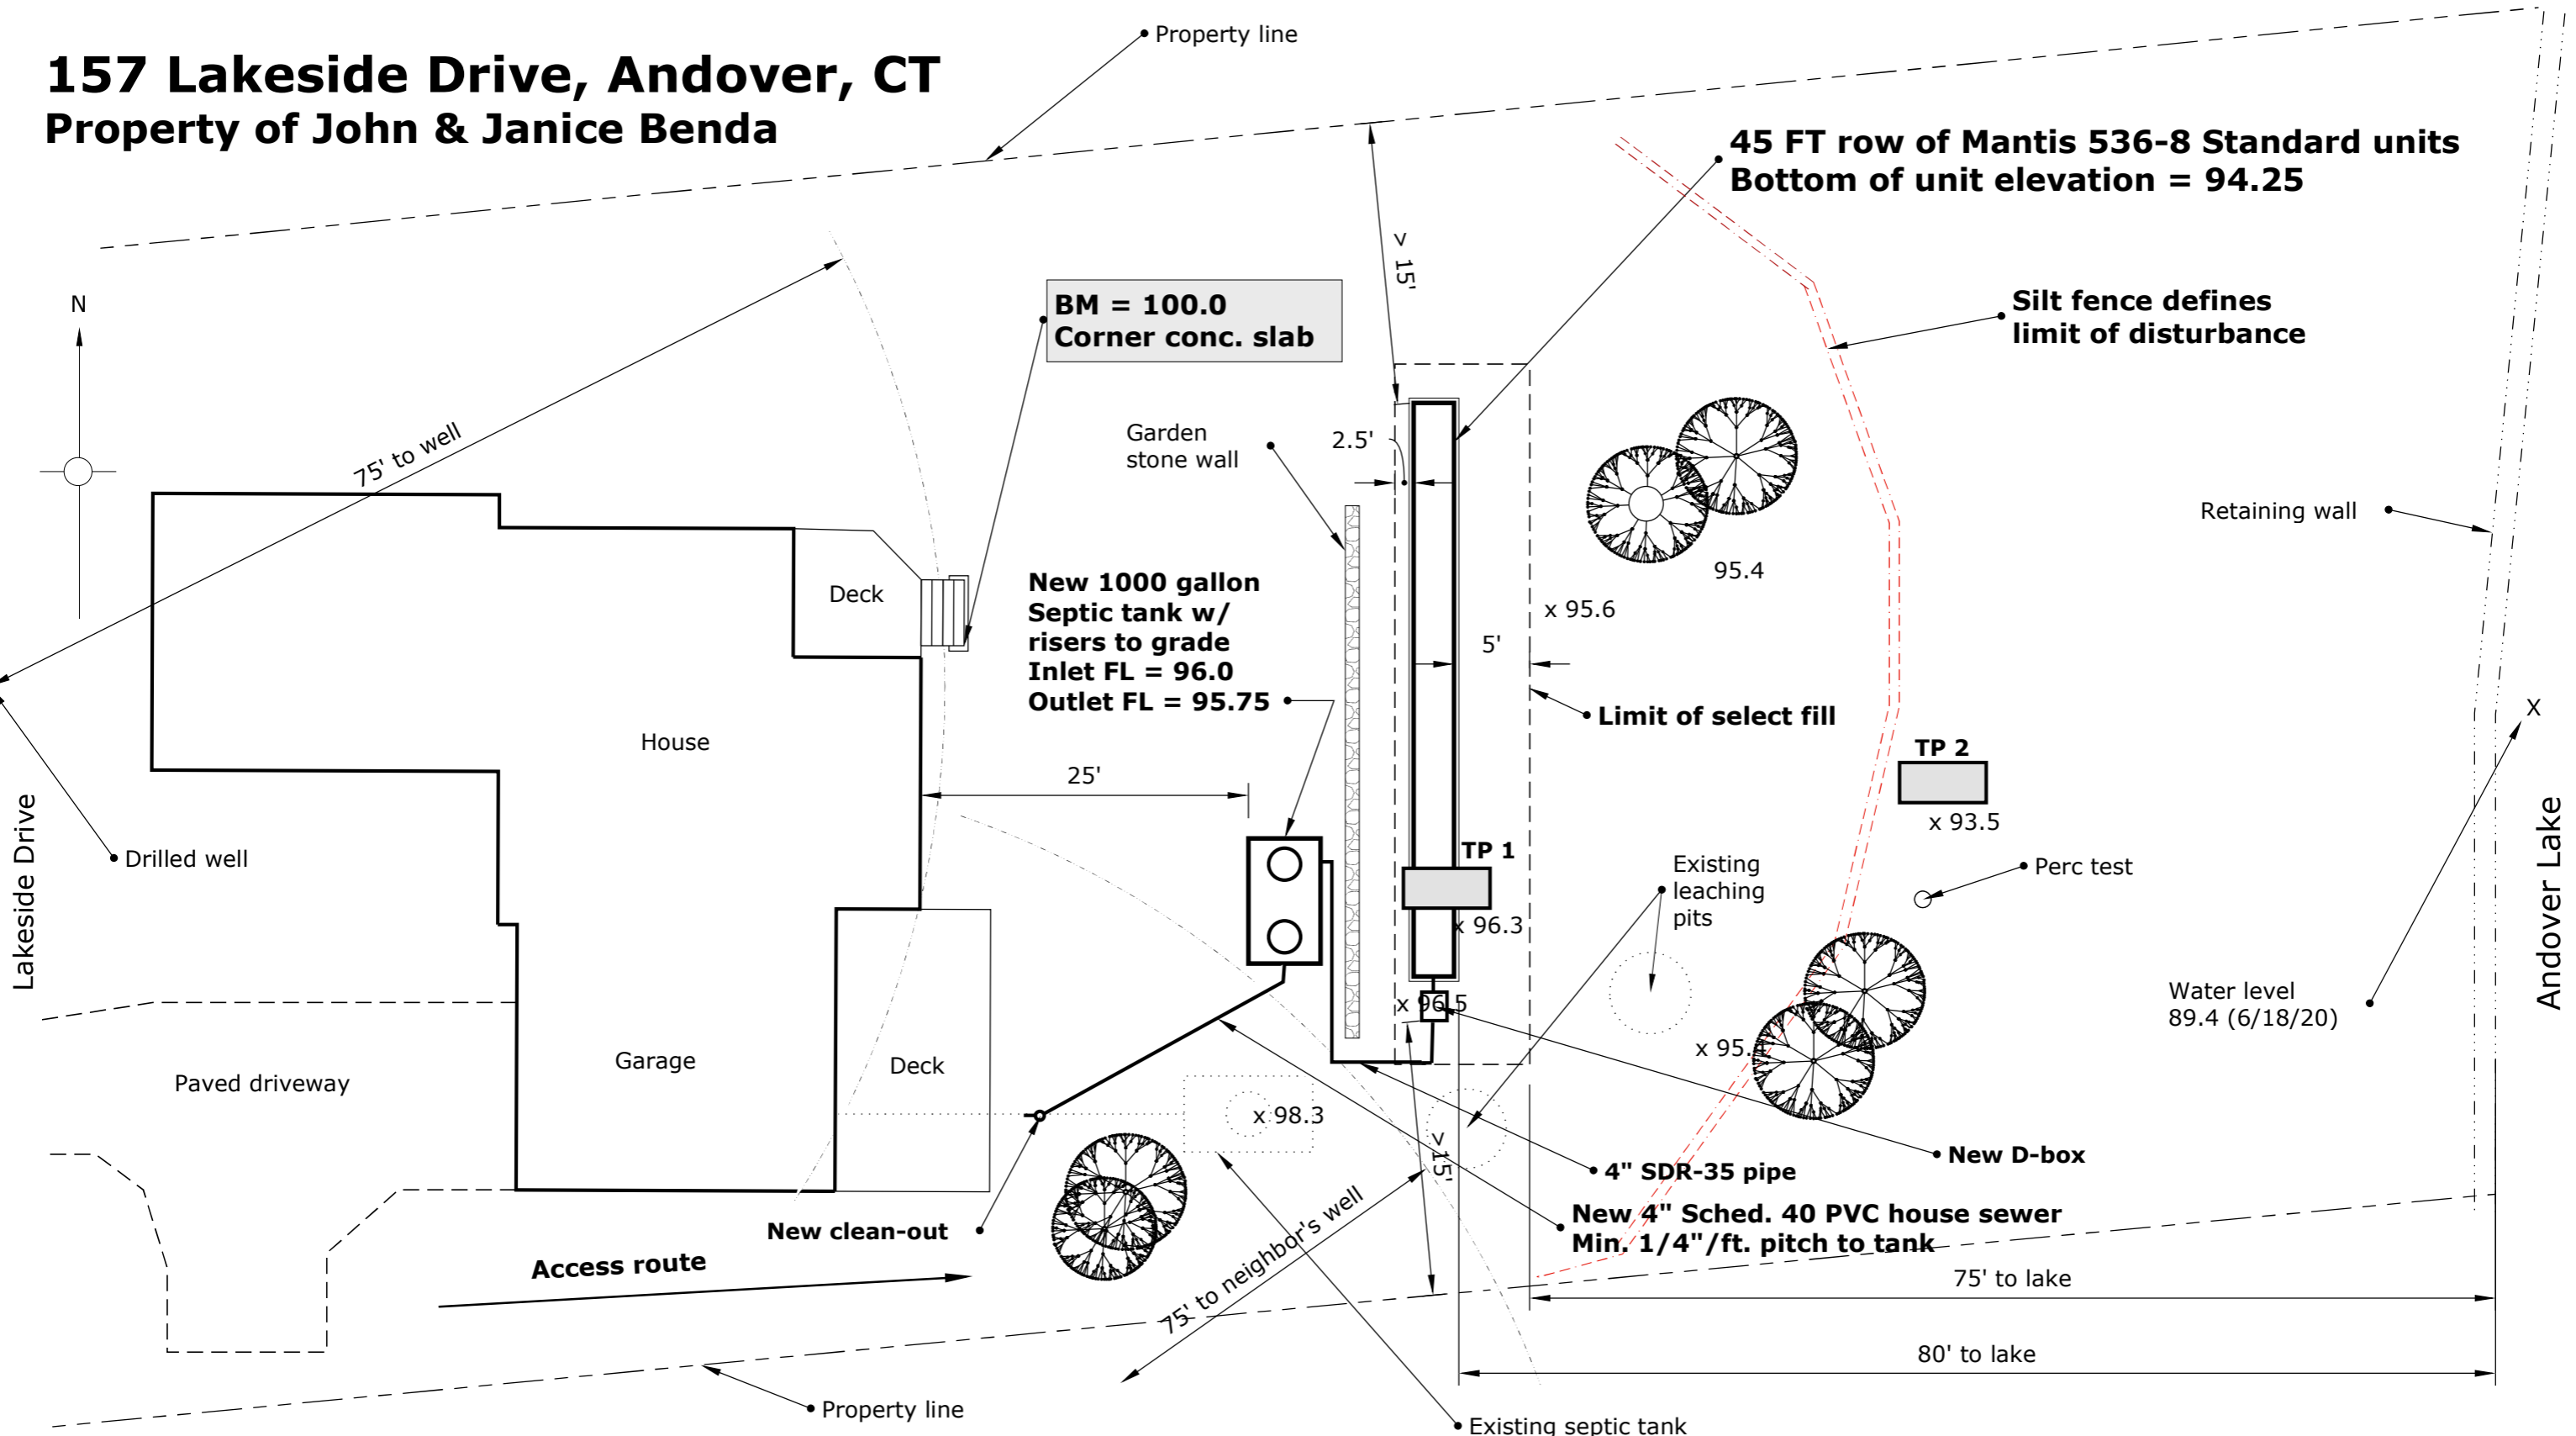 157 Lakeside Drive, Andover, CT
Property of John & Janice Benda
Property line
45 FT row of Mantis 536-8 Standard units
Bottom of unit elevation = 94.25
> 15'
N
BM = 100.0
Corner conc. slab
Silt fence defines
limit of disturbance
75' to well
Garden
stone wall
2.5'
Retaining wall
95.4
Deck
New 1000 gallon
Septic tank w/
risers to grade
Inlet FL = 96.0
Outlet FL = 95.75
x 95.6
5'
Limit of select fill
X
House
TP 2
25'
x 93.5
Lakeside Drive
Drilled well
TP 1
Existing
leaching
pits
Perc test
Andover Lake
x 96.3
x 96.5
Water level
89.4 (6/18/20)
Garage
Deck
x 95.
Paved driveway
x 98.3
> 15'
New D-box
4" SDR-35 pipe
New clean-out
New 4" Sched. 40 PVC house sewer
Min. 1/4"/ft. pitch to tank
Access route
75' to neighbor's well
75' to lake
80' to lake
Property line
Existing septic tank